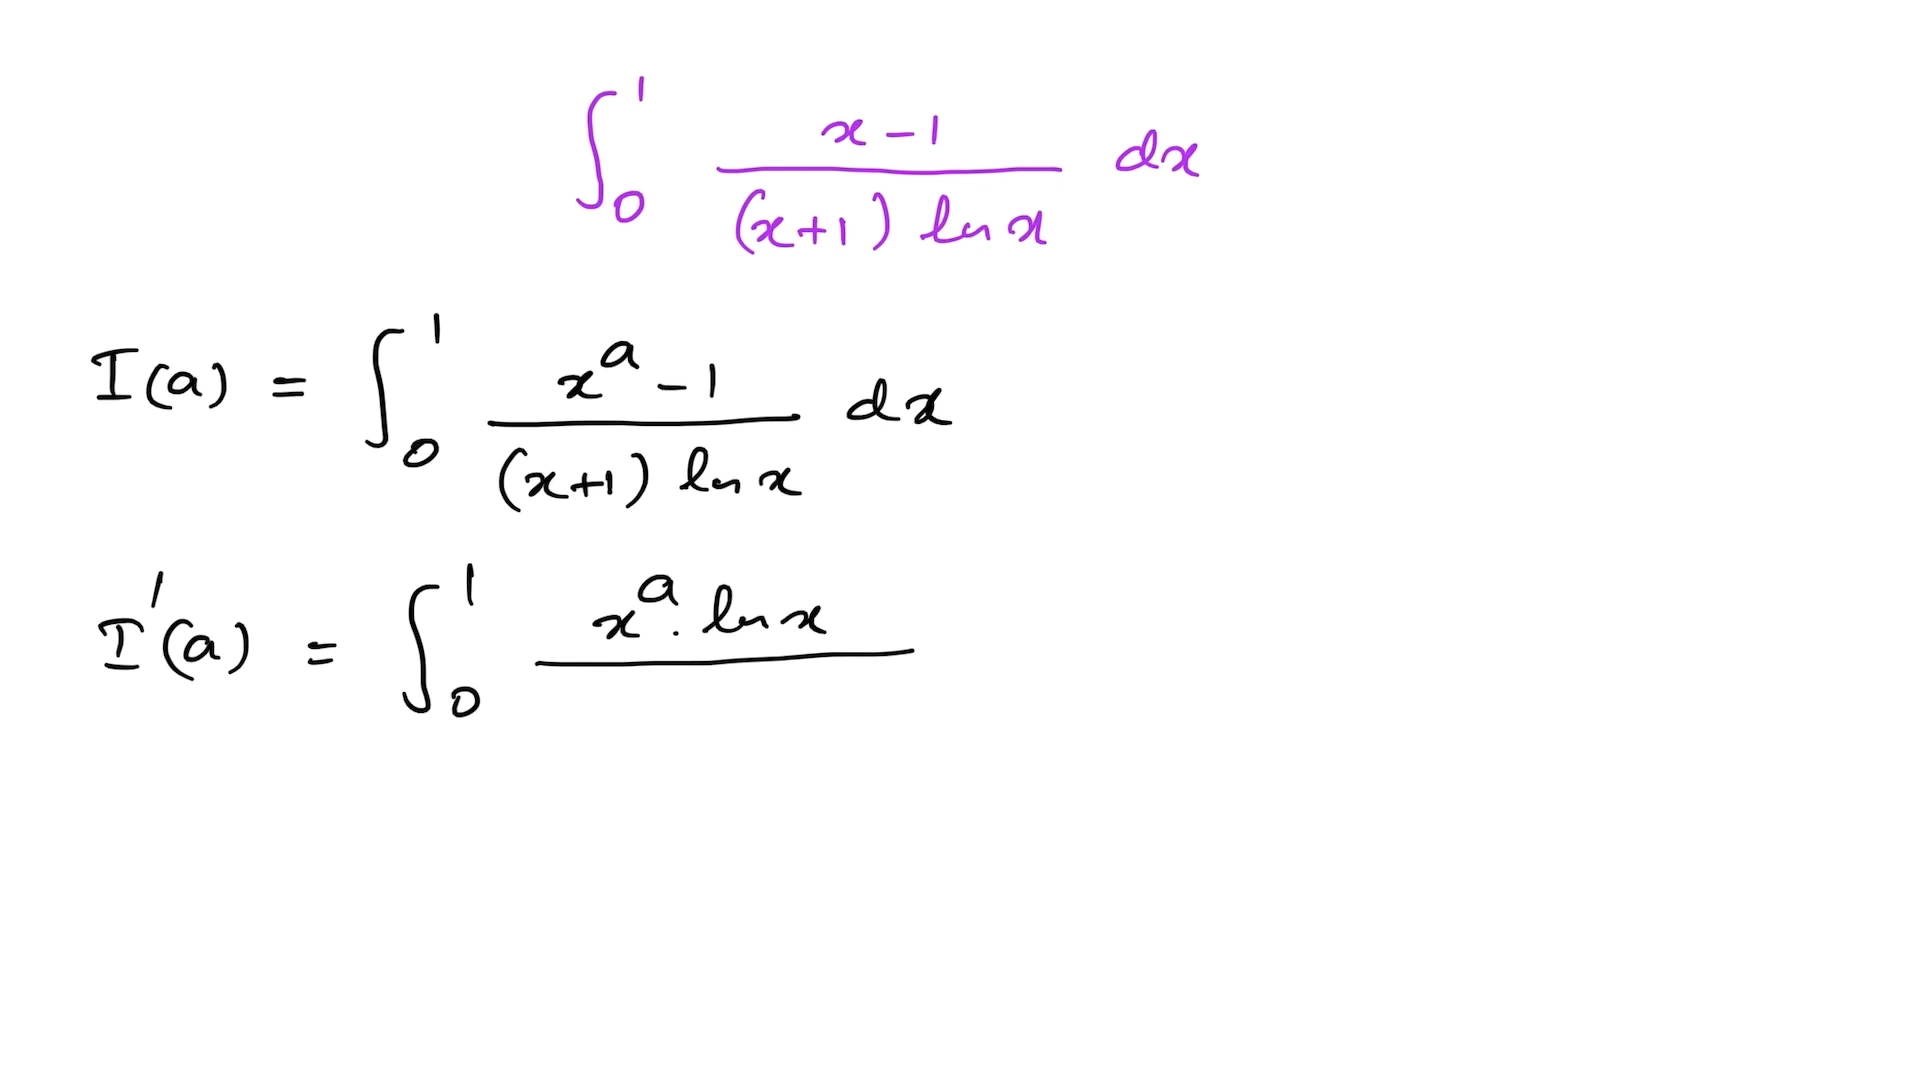 ∫₀¹ (x-1)/((x+1) ln x) dx
I(a) = ∫₀¹ (xᵃ-1)/((x+1) ln x) dx
I'(a) = ∫₀¹ xᵃ. ln x /